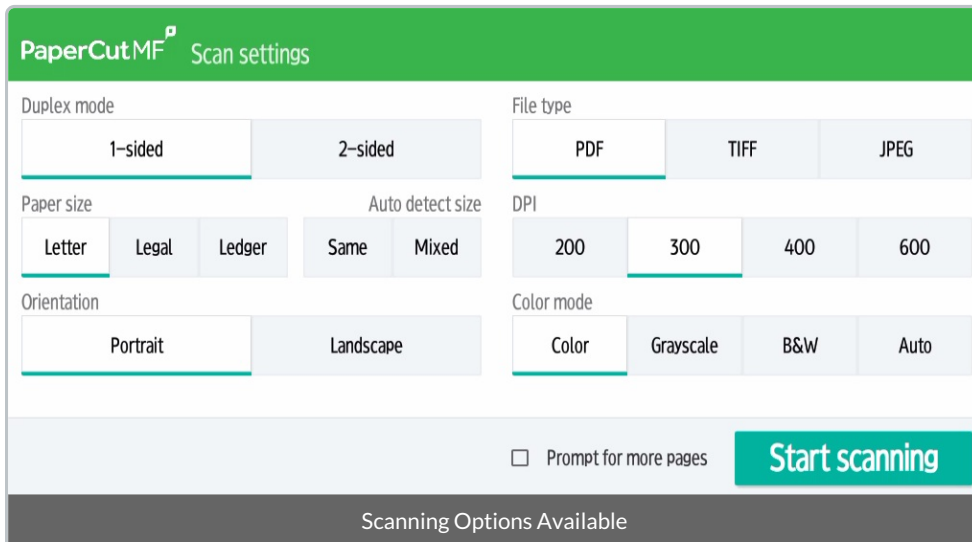 PaperCutMF Scan settings
Duplex mode
1-sided 2-sided
Paper size Auto detect size
Letter Legal Ledger Same Mixed
Orientation
Portrait Landscape
File type
PDF TIFF JPEG
DPI
200 300 400 600
Color mode
Color Grayscale B&W Auto
Prompt for more pages Start scanning
Scanning Options Available